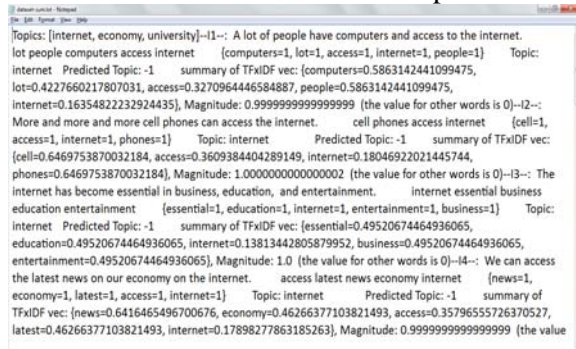 dataset-sum.txt - Notepad
File Edit Format View Help
Topics: [internet, economy, university]--I1--: A lot of people have computers and access to the internet.
lot people computers access internet {computers=1, lot=1, access=1, internet=1, people=1} Topic:
internet Predicted Topic: -1 summary of TFxIDF vec: {computers=0.5863142441099475,
lot=0.4227660217807031, access=0.3270964446584887, people=0.5863142441099475,
internet=0.16354822232924435}, Magnitude: 0.9999999999999999 (the value for other words is 0)--I2--:
More and more and more cell phones can access the internet. cell phones access internet {cell=1,
access=1, internet=1, phones=1} Topic: internet Predicted Topic: -1 summary of TFxIDF vec:
{cell=0.6469753870032184, access=0.3609384404289149, internet=0.18046922021445744,
phones=0.6469753870032184}, Magnitude: 1.0000000000000002 (the value for other words is 0)--I3--: The
internet has become essential in business, education, and entertainment. internet essential business
education entertainment {essential=1, education=1, internet=1, entertainment=1, business=1} Topic:
internet Predicted Topic: -1 summary of TFxIDF vec: {essential=0.49520674464936065,
education=0.49520674464936065, internet=0.13813442805879952, business=0.49520674464936065,
entertainment=0.49520674464936065}, Magnitude: 1.0 (the value for other words is 0)--I4--: We can access
the latest news on our economy on the internet. access latest news economy internet {news=1,
economy=1, latest=1, access=1, internet=1} Topic: internet Predicted Topic: -1 summary of
TFxIDF vec: {news=0.6416465496700676, economy=0.46266377103821493, access=0.35796555726370527,
latest=0.46266377103821493, internet=0.17898277863185263}, Magnitude: 0.9999999999999999 (the value